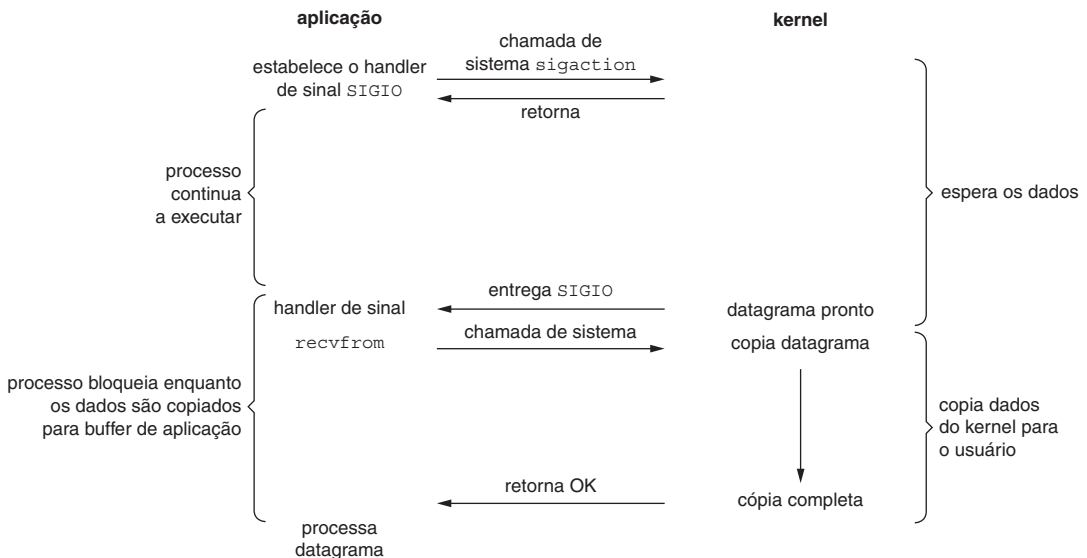 aplicação
kernel
chamada de
sistema sigaction
estabelece o handler
de sinal SIGIO
retorna
processo
continua
a executar
espera os dados
entrega SIGIO
handler de sinal
datagrama pronto
chamada de sistema
recvfrom
copia datagrama
processo bloqueia enquanto
os dados são copiados
para buffer de aplicação
copia dados
do kernel para
o usuário
retorna OK
cópia completa
processa
datagrama